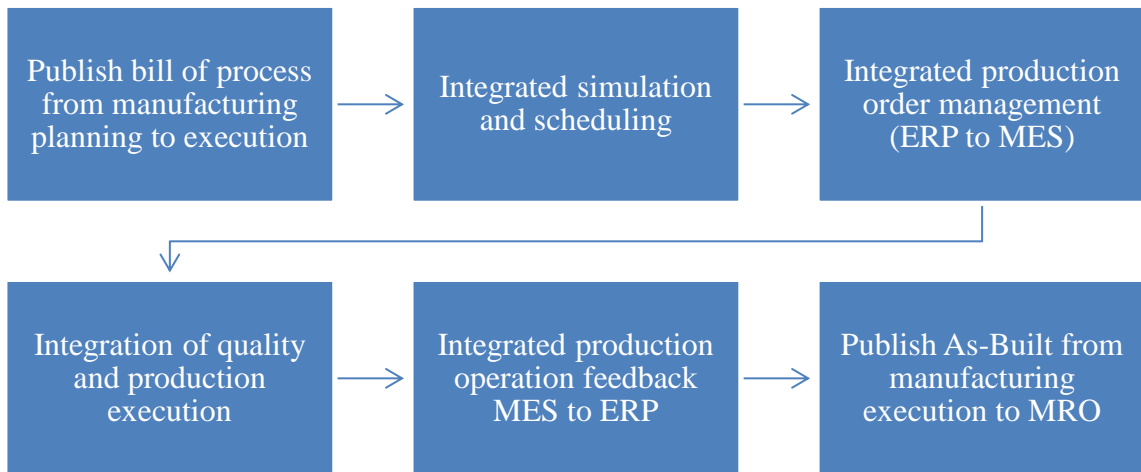 Publish bill of process
from manufacturing
planning to execution
Integrated simulation
and scheduling
Integrated production
order management
(ERP to MES)
Integration of quality
and production
execution
Integrated production
operation feedback
MES to ERP
Publish As-Built from
manufacturing
execution to MRO